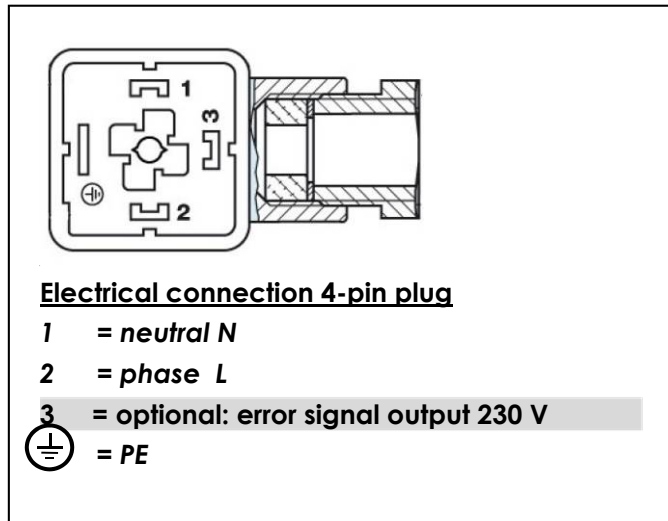 1
3
2
Electrical connection 4-pin plug
1 = neutral N
2 = phase L
3 = optional: error signal output 230 V
= PE